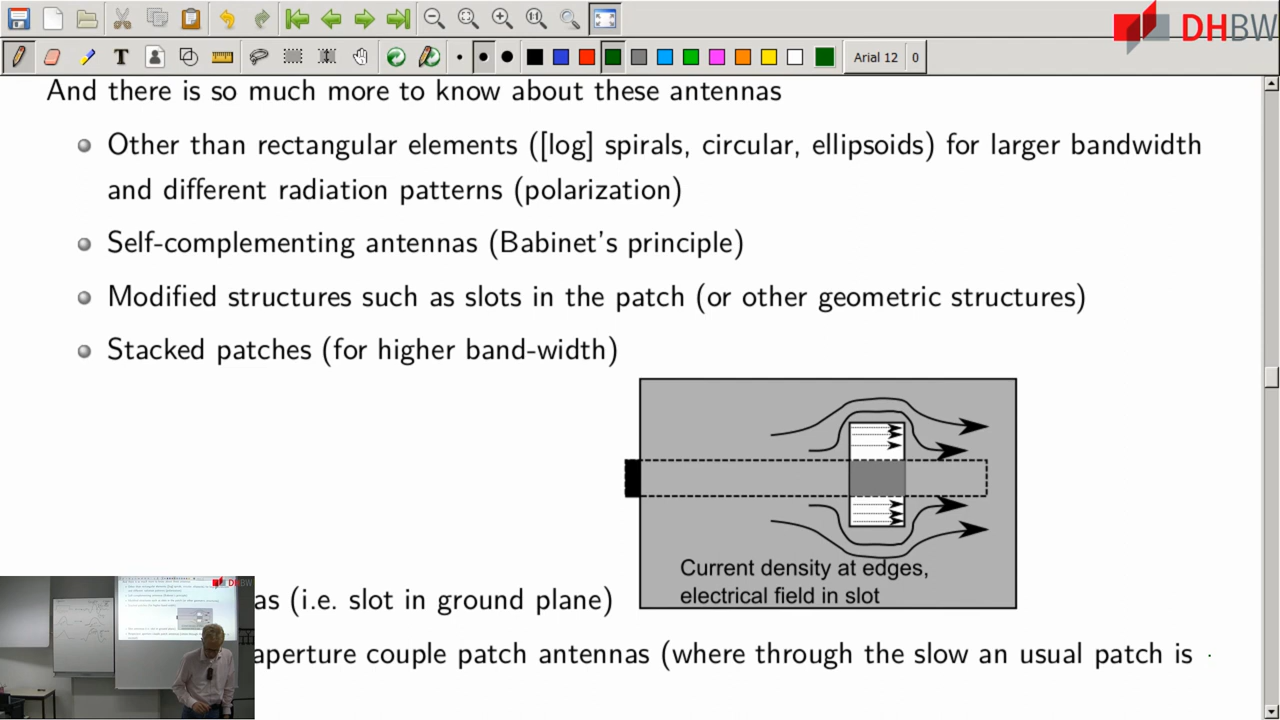 DHBW
T
1:1
Arial 12
0
And there is so much more to know about these antennas
Other than rectangular elements ([log] spirals, circular, ellipsoids) for larger bandwidth
and different radiation patterns (polarization)
Self-complementing antennas (Babinet's principle)
Modified structures such as slots in the patch (or other geometric structures)
Stacked patches (for higher band-width)
Current density at edges,
electrical field in slot
as (i.e. slot in ground plane)
aperture couple patch antennas (where through the slow an usual patch is
DHBW